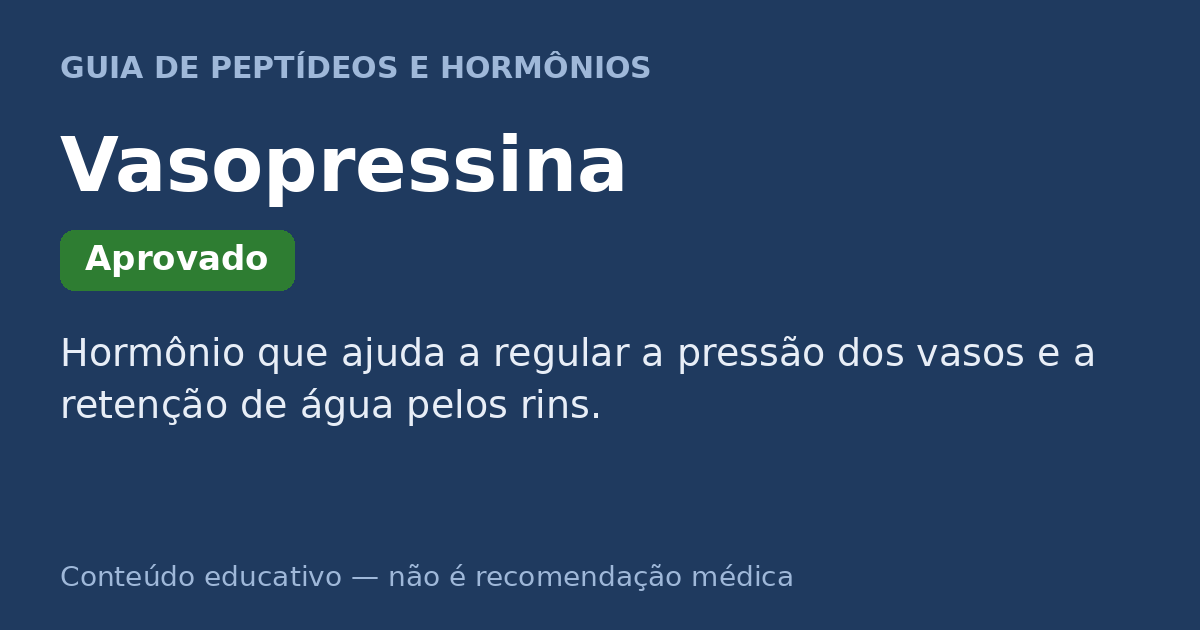 GUIA DE PEPTÍDEOS E HORMÔNIOS
Vasopressina
Aprovado
Hormônio que ajuda a regular a pressão dos vasos e a
retenção de água pelos rins.
Conteúdo educativo — não é recomendação médica